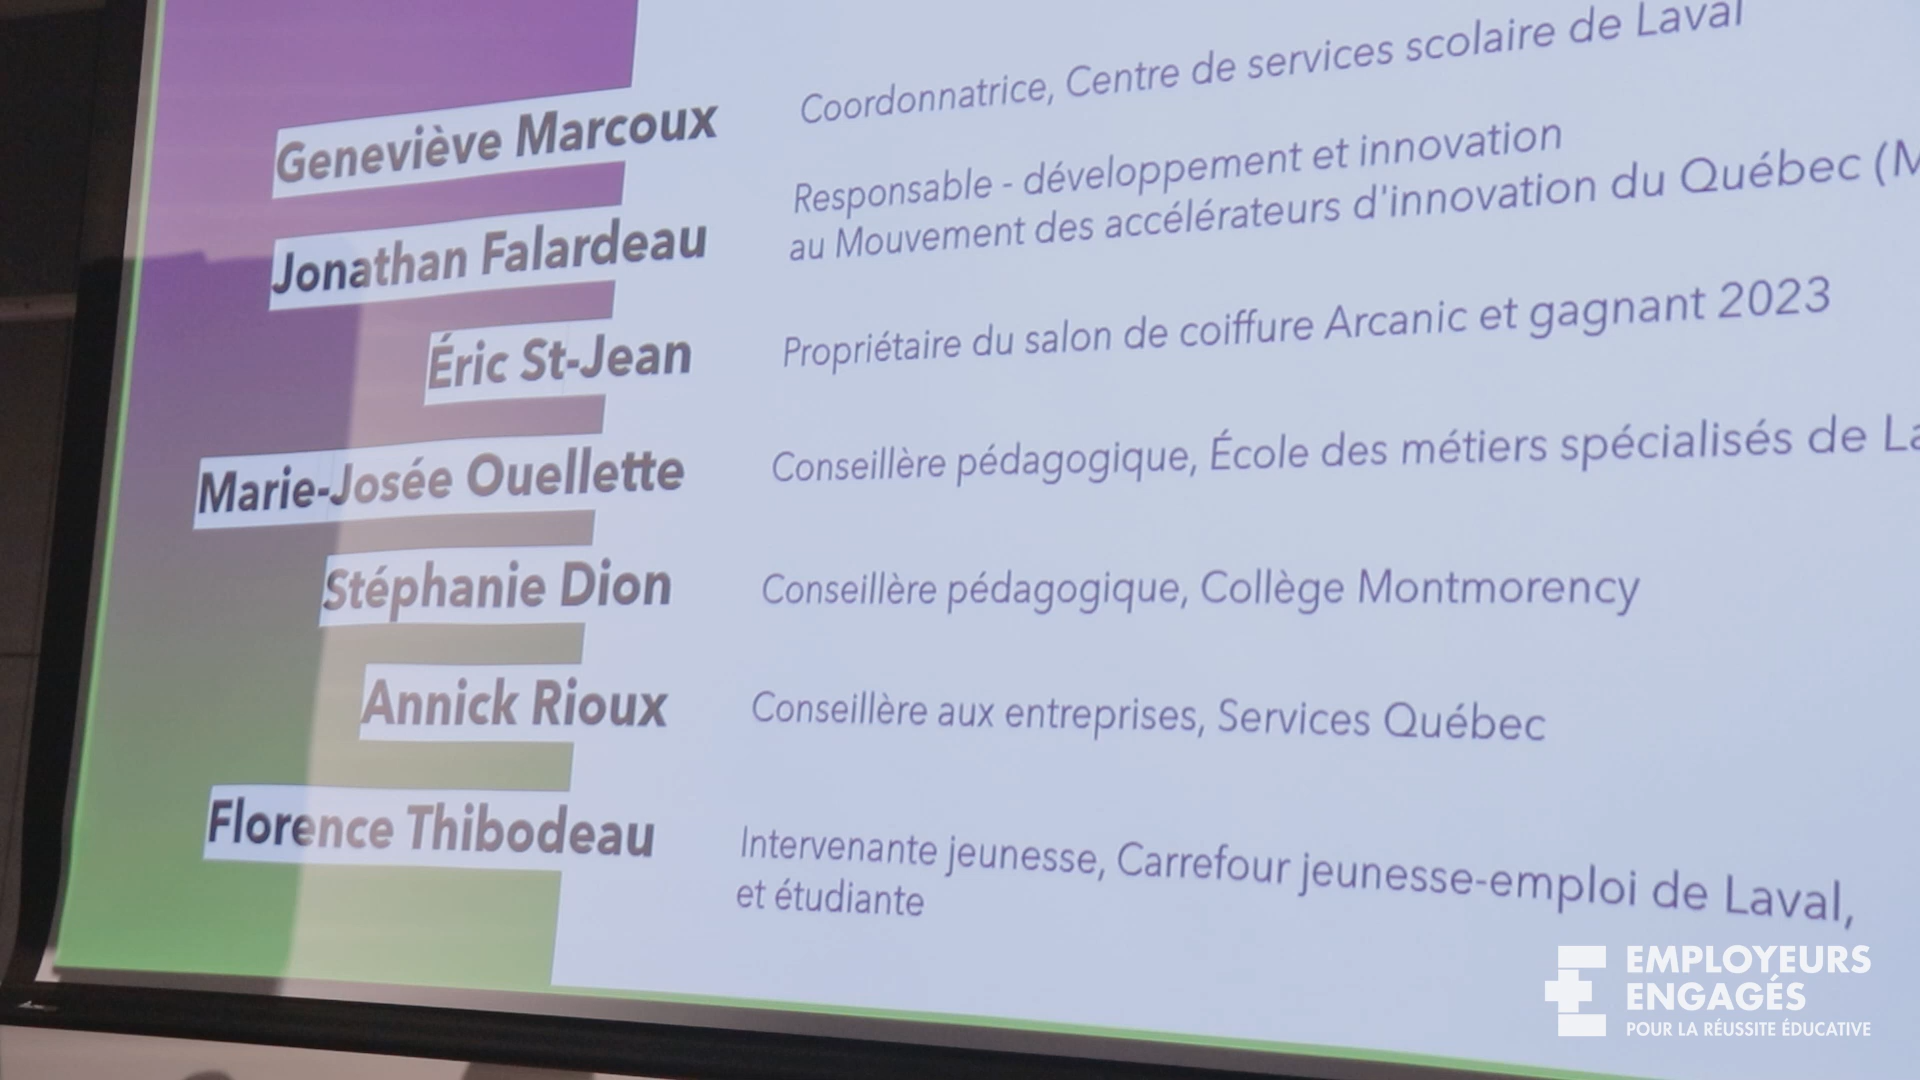 Geneviève Marcoux
Coordonnatrice, Centre de services scolaire de Laval
Jonathan Falardeau
Responsable - développement et innovation
au Mouvement des accélérateurs d'innovation du Québec
Éric St-Jean
Propriétaire du salon de coiffure Arcanic et gagnant 2023
Marie-Josée Ouellette
Conseillère pédagogique, École des métiers spécialisés de
Stéphanie Dion
Conseillère pédagogique, Collège Montmorency
Annick Rioux
Conseillère aux entreprises, Services Québec
Florence Thibodeau
Intervenante jeunesse, Carrefour jeunesse-emploi de Laval,
et étudiante
EMPLOYEURS
ENGAGÉS
POUR LA RÉUSSITE ÉDUCATIVE